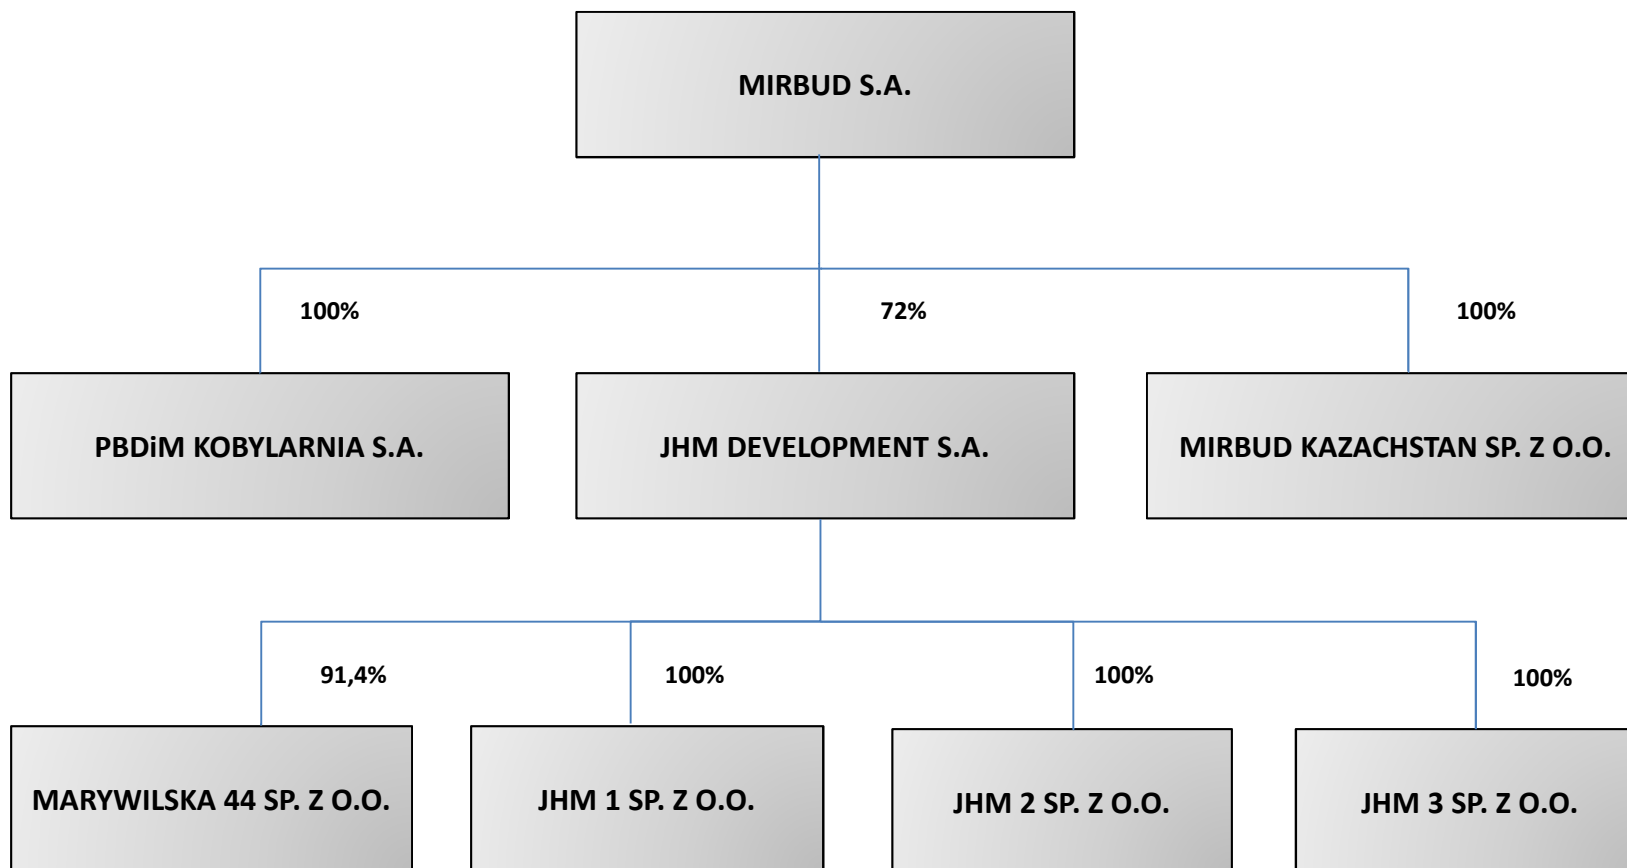 MIRBUD S.A.
100%
72%
100%
PBDiM KOBYLARNIA S.A.
JHM DEVELOPMENT S.A.
MIRBUD KAZACHSTAN SP. Z O.O.
91,4%
100%
100%
100%
MARYWILSKA 44 SP. Z O.O.
JHM 1 SP. Z O.O.
JHM 2 SP. Z O.O.
JHM 3 SP. Z O.O.